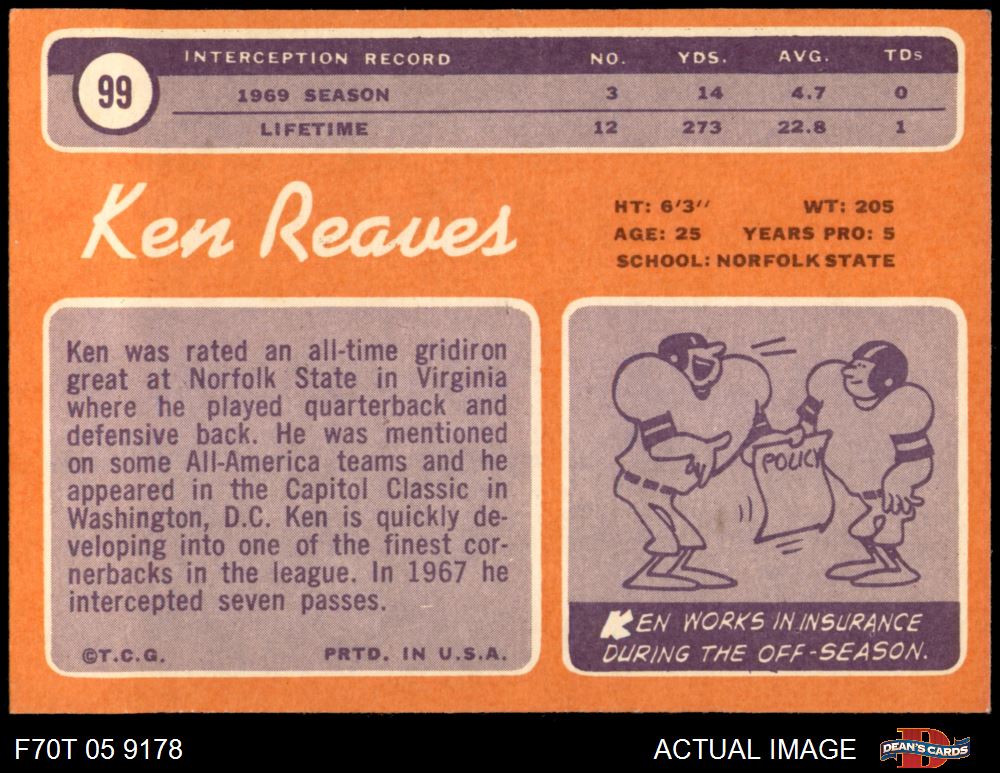 99
INTERCEPTION RECORD NO. YDS. AVG. TDs
1969 SEASON 3 14 4.7 0
LIFETIME 12 273 22.8 1
Ken Reaves
HT: 6'3'' WT: 205
AGE: 25 YEARS PRO: 5
SCHOOL: NORFOLK STATE
Ken was rated an all-time gridiron
great at Norfolk State in Virginia
where he played quarterback and
defensive back. He was mentioned
on some All-America teams and he
appeared in the Capitol Classic in
Washington, D.C. Ken is quickly de-
veloping into one of the finest cor-
nerbacks in the league. In 1967 he
intercepted seven passes.
©T.C.G. PRTD. IN U.S.A.
POLICY
KEN WORKS IN INSURANCE
DURING THE OFF-SEASON.
F70T 05 9178 ACTUAL IMAGE
D
DEAN'S CARDS